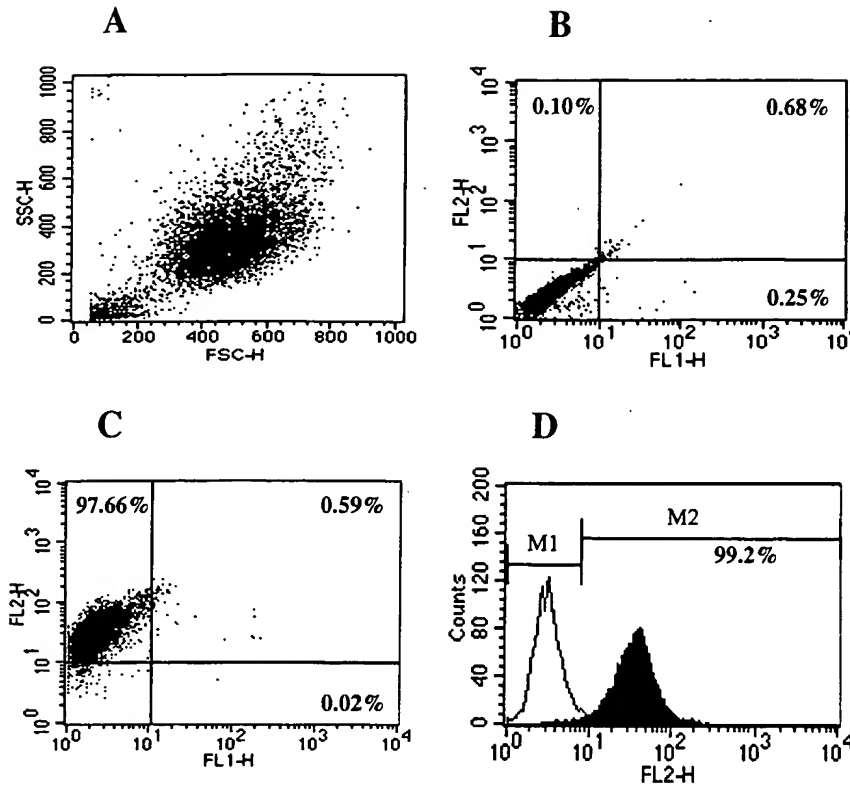 A
1000
800
600
400
200
0
SSC-H
0 200 400 600 800 1000
FSC-H
B
10^4
10^3
10^2
10^1
10^0
FL2-H
0.10%
0.68%
0.25%
10^0 10^1 10^2 10^3 10^4
FL1-H
C
10^4
10^3
10^2
10^1
10^0
FL2-H
97.66%
0.59%
0.02%
10^0 10^1 10^2 10^3 10^4
FL1-H
D
200
160
120
80
40
0
Counts
M1
M2
99.2%
10^0 10^1 10^2 10^3 10^4
FL2-H